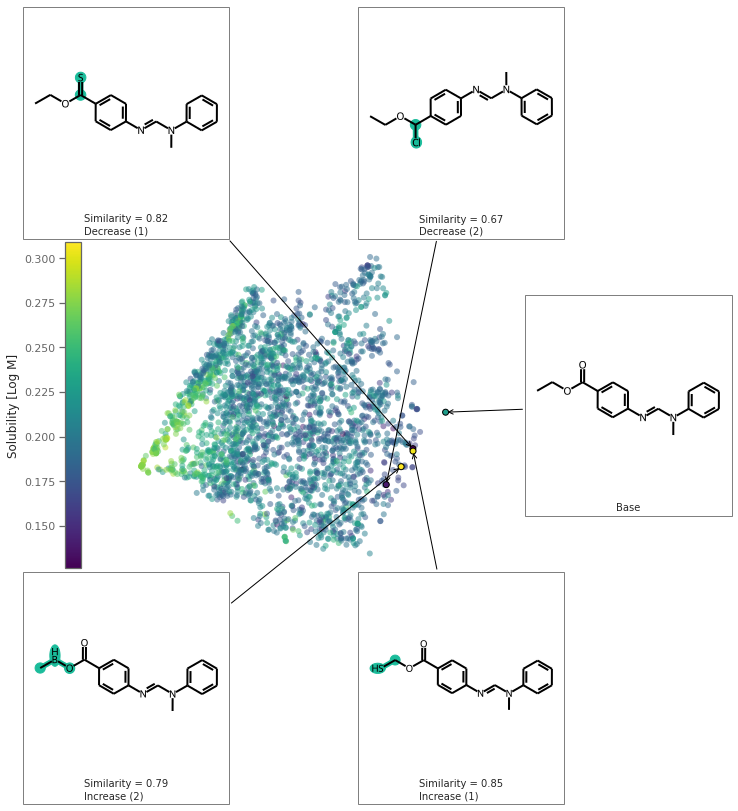 S
O
N
N
Similarity = 0.82
Decrease (1)
N
N
O
Cl
Similarity = 0.67
Decrease (2)
0.300
0.275
0.250
0.225
0.200
0.175
0.150
Solubility [Log M]
O
O
N
N
Base
H
B
O
O
N
N
Similarity = 0.79
Increase (2)
HS
O
O
N
N
Similarity = 0.85
Increase (1)